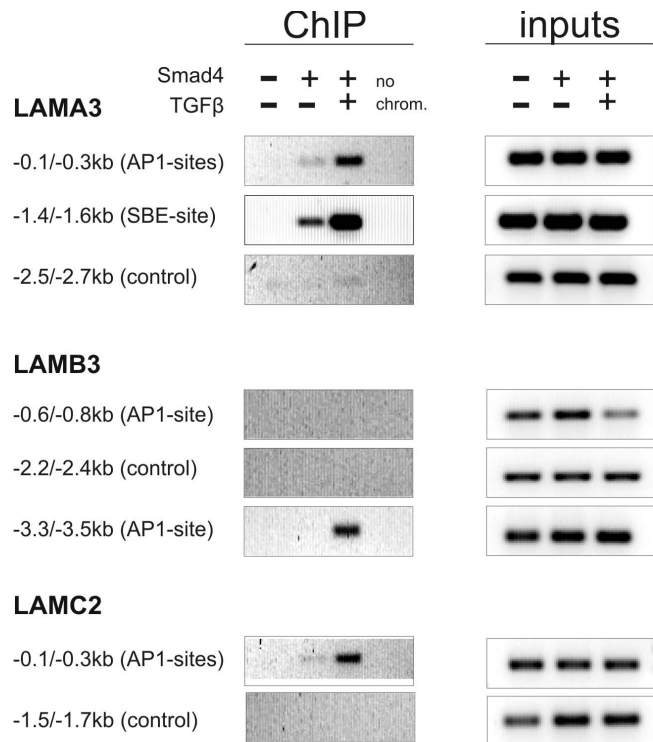 ChIP inputs
Smad4 − + + no − + +
TGFβ − − + chrom. − − +
LAMA3
-0.1/-0.3kb (AP1-sites)
-1.4/-1.6kb (SBE-site)
-2.5/-2.7kb (control)
LAMB3
-0.6/-0.8kb (AP1-site)
-2.2/-2.4kb (control)
-3.3/-3.5kb (AP1-site)
LAMC2
-0.1/-0.3kb (AP1-sites)
-1.5/-1.7kb (control)